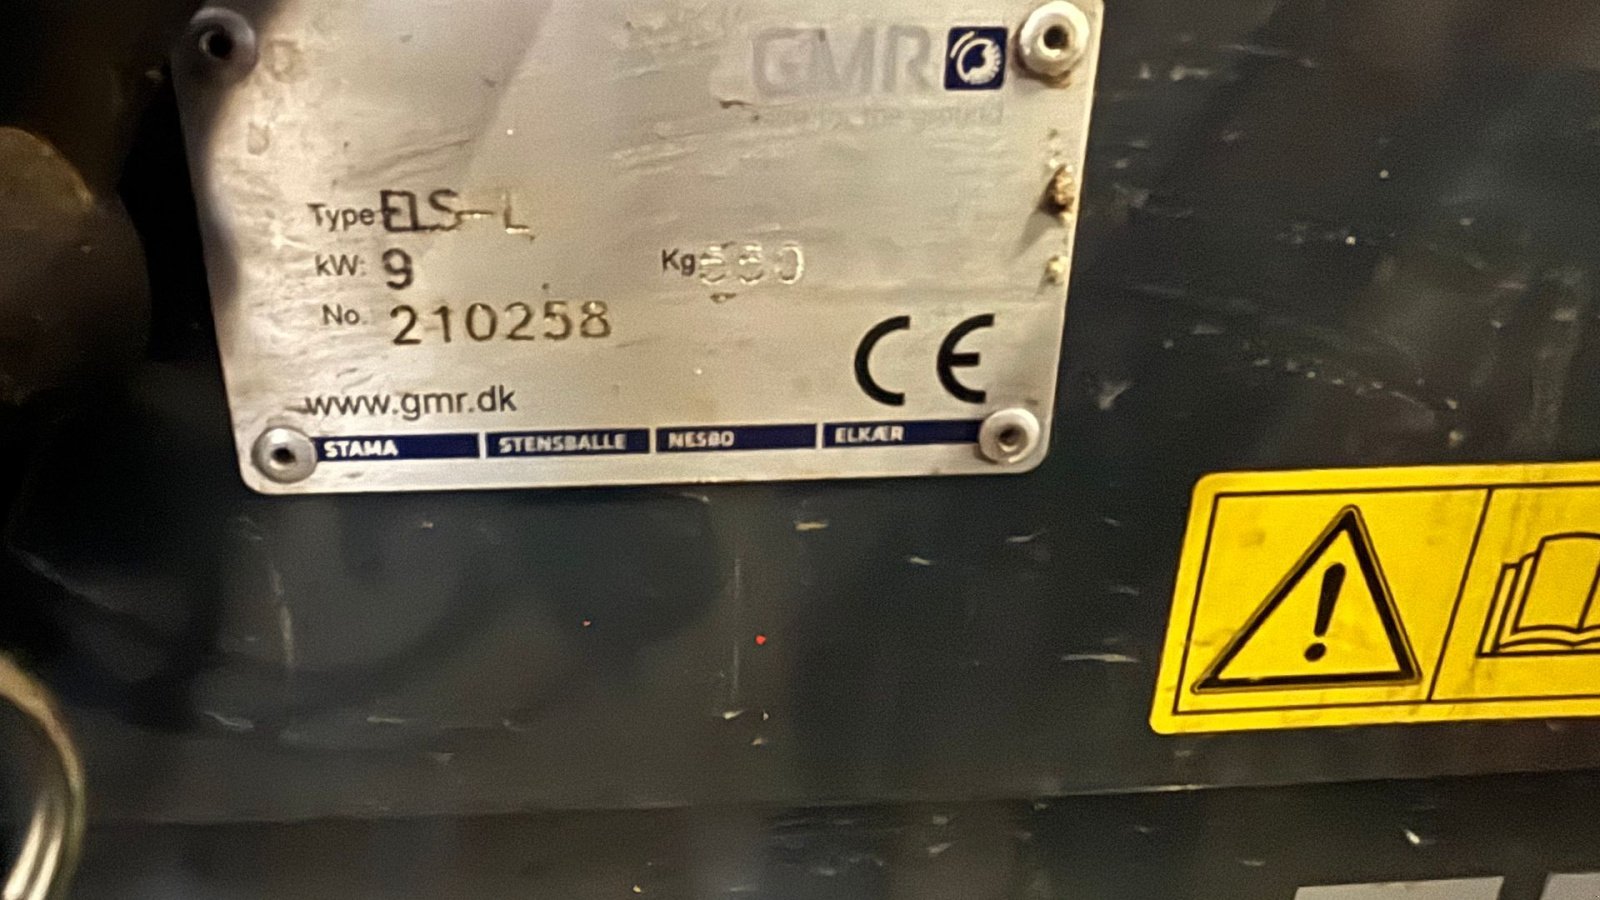 GMR
Type ELS-L
kW: 9
Kg
No. 210258
www.gmr.dk
CE
STAMA STENSBALLE NESBO ELKÆR